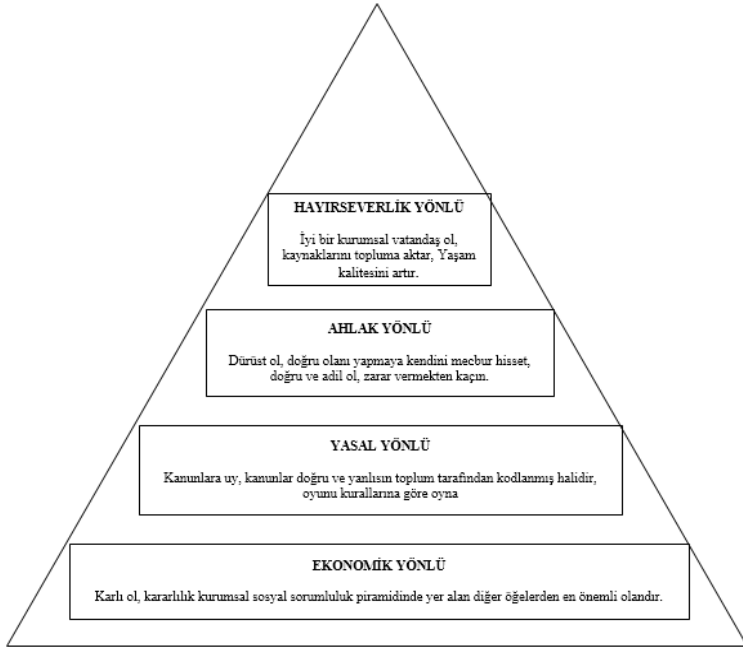 HAYIRSEVERLİK YÖNLÜ
İyi bir kurumsal vatandaş ol,
kaynaklarını topluma aktar, Yaşam
kalitesini artır.
AHLAK YÖNLÜ
Dürüst ol, doğru olanı yapmaya kendini mecbur hisset,
doğru ve adil ol, zarar vermekten kaçın.
YASAL YÖNLÜ
Kanunlara uy, kanunlar doğru ve yanlısın toplum tarafından kodlanmış halidir,
oyunu kurallarına göre oyna
EKONOMİK YÖNLÜ
Karlı ol, kararlılık kurumsal sosyal sorumluluk piramidinde yer alan diğer öğelerden en önemli olandır.